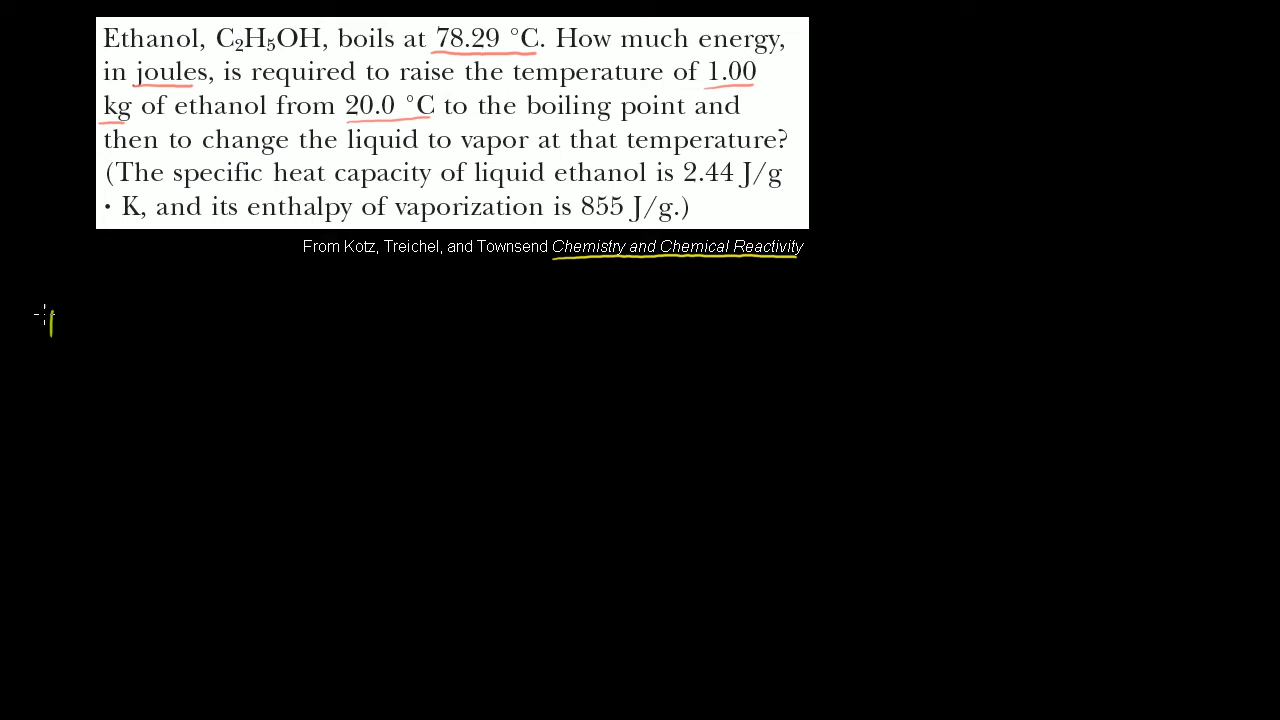 Ethanol, C₂H₅OH, boils at 78.29 °C. How much energy,
in joules, is required to raise the temperature of 1.00
kg of ethanol from 20.0 °C to the boiling point and
then to change the liquid to vapor at that temperature?
(The specific heat capacity of liquid ethanol is 2.44 J/g
· K, and its enthalpy of vaporization is 855 J/g.)
From Kotz, Treichel, and Townsend Chemistry and Chemical Reactivity